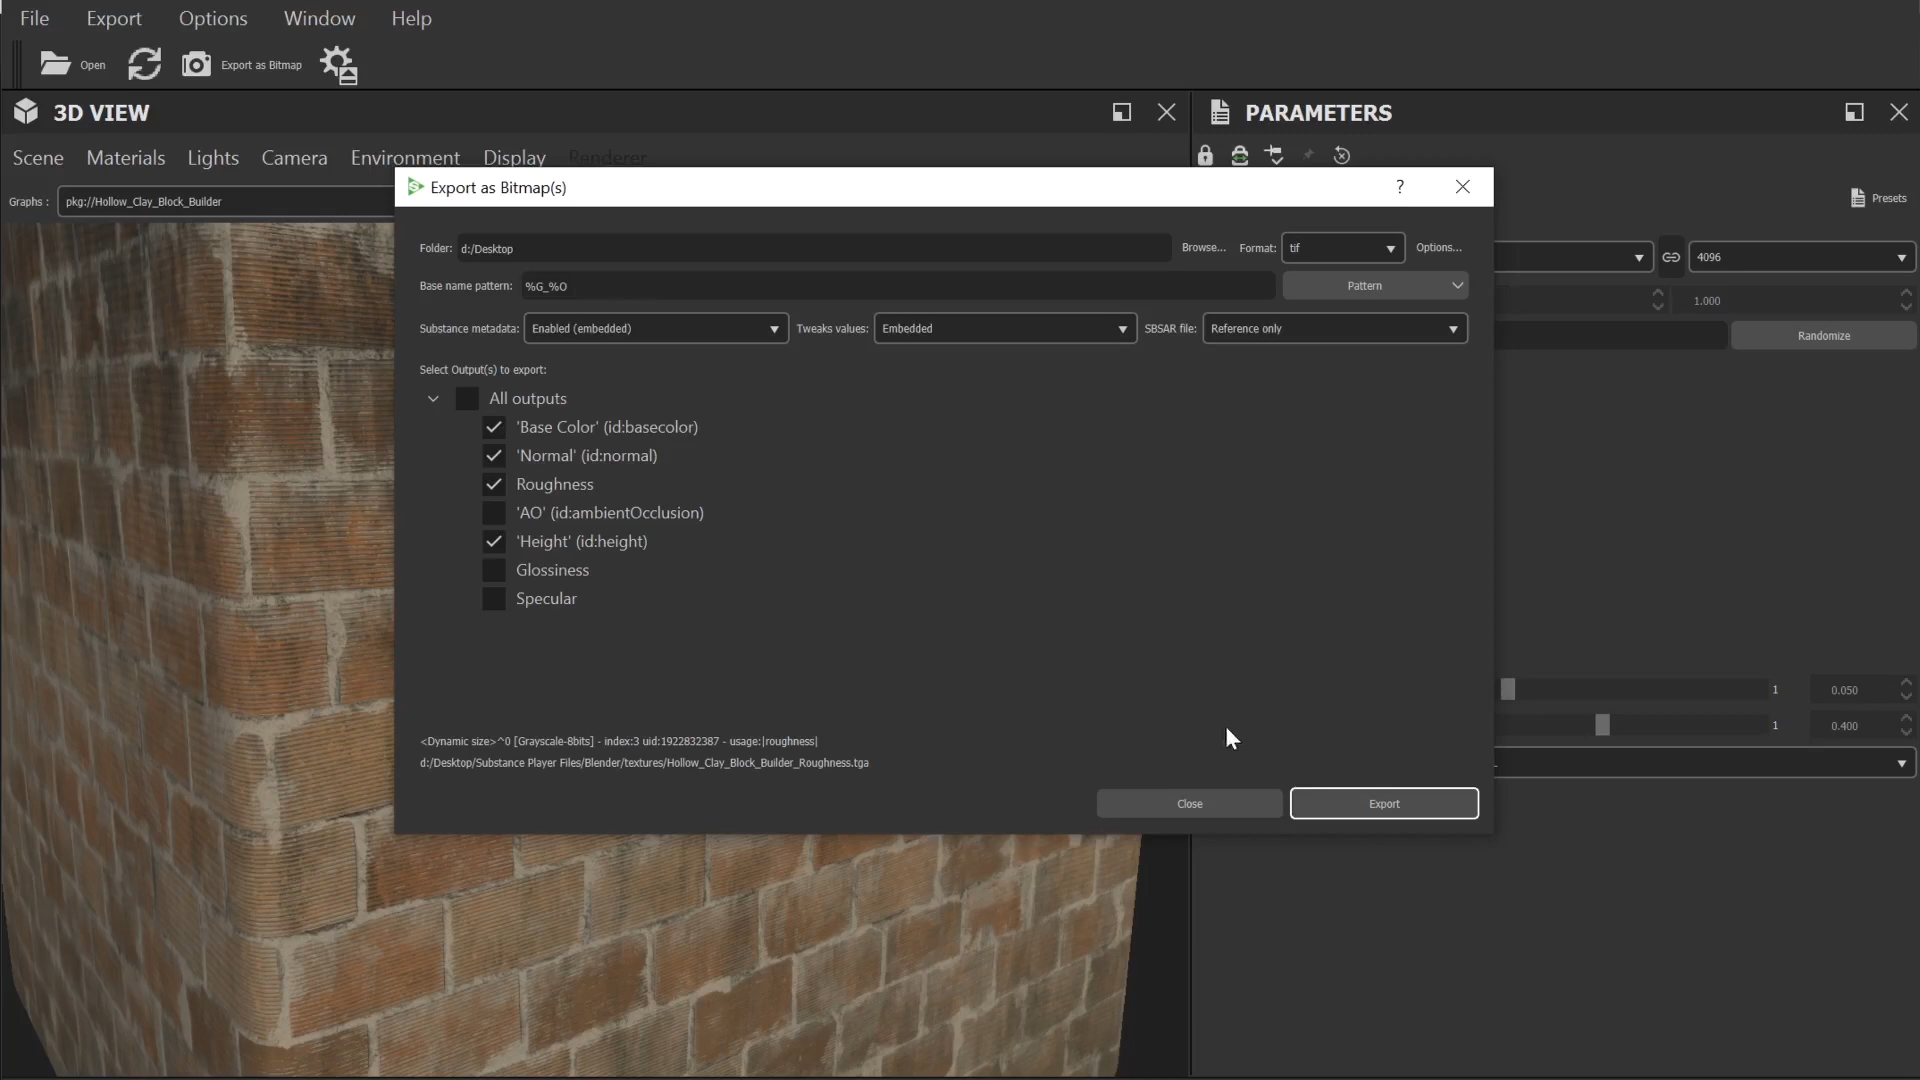 File Export Options Window Help
Open Export as Bitmap
3D VIEW
PARAMETERS
Scene Materials Lights Camera Environment Display Renderer
Graphs : pkg://Hollow_Clay_Block_Builder
Presets
Export as Bitmap(s) ?
Folder: d:/Desktop Browse... Format: tif Options...
4096
Base name pattern: %G_%O Pattern
1.000
Substance metadata: Enabled (embedded) Tweaks values: Embedded SBSAR file: Reference only
Randomize
Select Output(s) to export:
All outputs
'Base Color' (id:basecolor)
'Normal' (id:normal)
Roughness
'AO' (id:ambientOcclusion)
'Height' (id:height)
Glossiness
Specular
1 0.050
1 0.400
<Dynamic size>^0 [Grayscale-8bits] - index:3 uid:1922832387 - usage:|roughness|
d:/Desktop/Substance Player Files/Blender/textures/Hollow_Clay_Block_Builder_Roughness.tga
Close Export